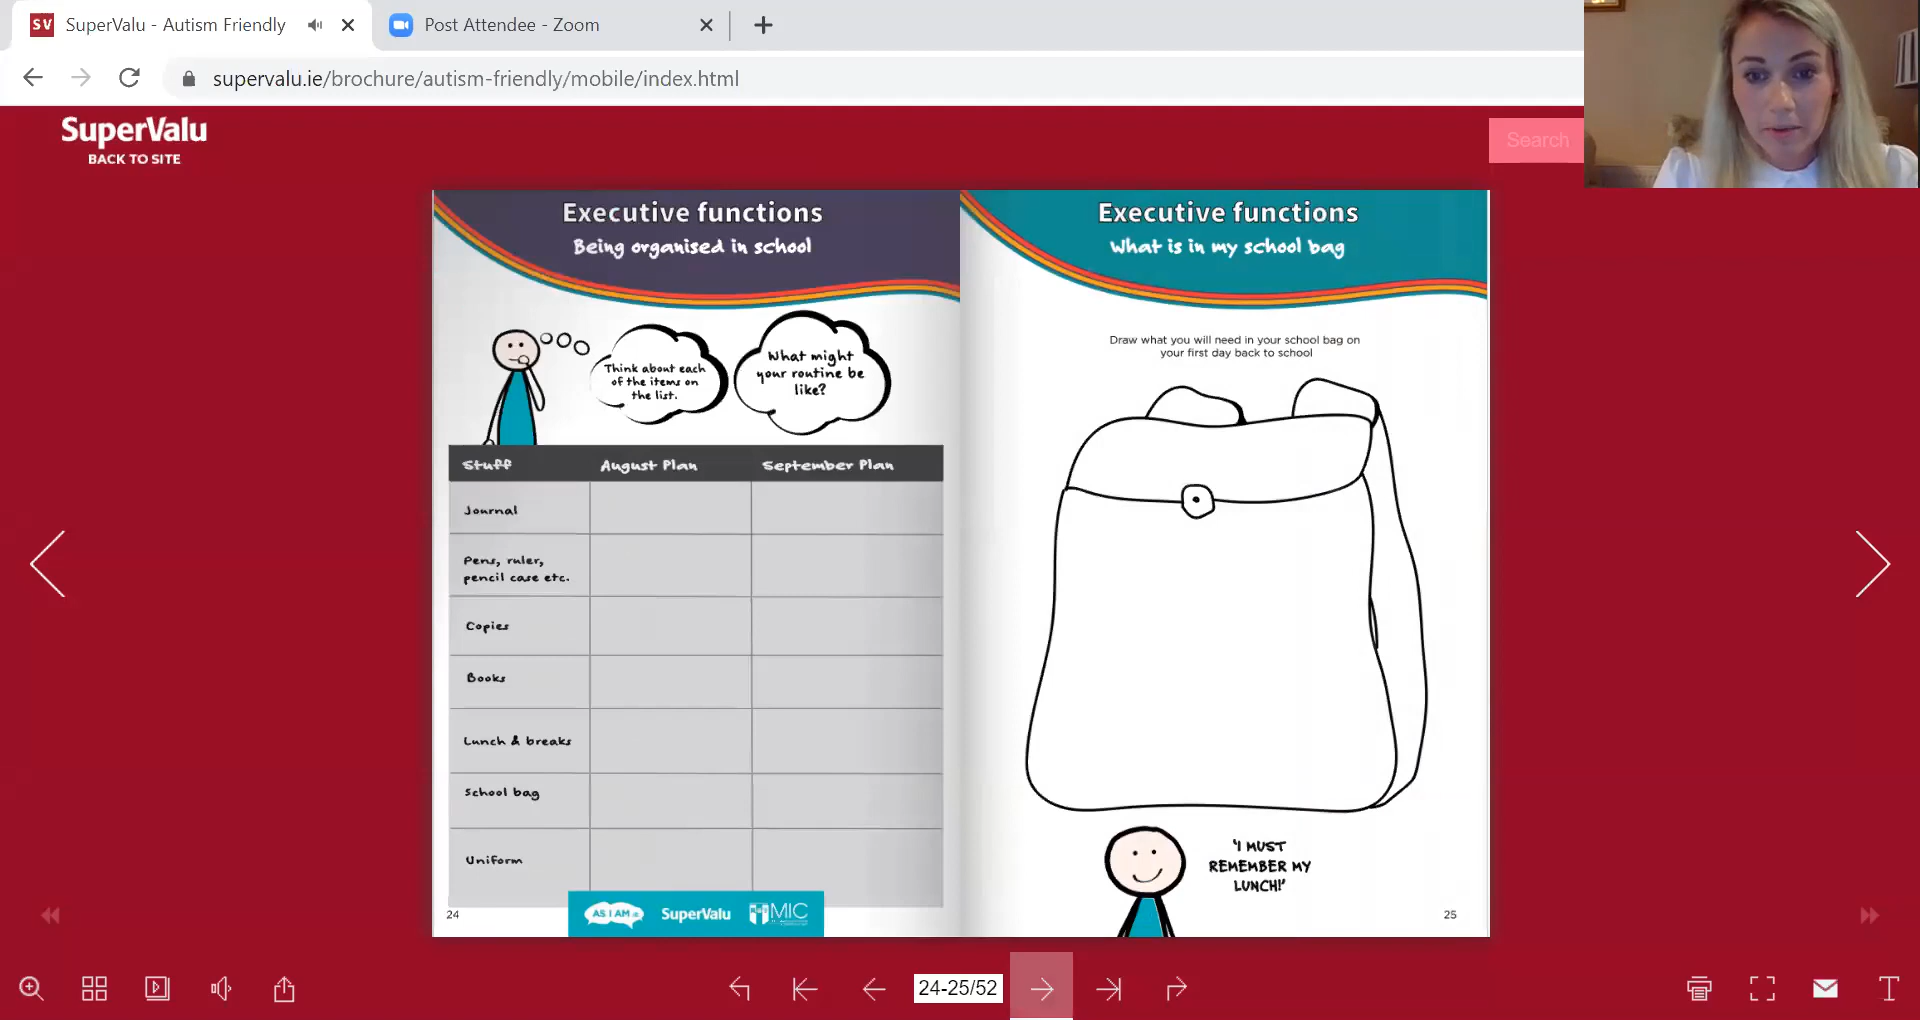 SV SuperValu - Autism Friendly
Post Attendee - Zoom
supervalu.ie/brochure/autism-friendly/mobile/index.html
SuperValu
BACK TO SITE
Search
Executive functions
Being organised in school
Think about each
of the items on
the list.
What might
your routine be
like?
Stuff August Plan September Plan
Journal
Pens, ruler,
pencil case etc.
Copies
Books
Lunch & breaks
School bag
Uniform
24
AS I AM.ie SuperValu MIC
Executive functions
What is in my school bag
Draw what you will need in your school bag on
your first day back to school
'I MUST
REMEMBER MY
LUNCH!'
25
24-25/52
T